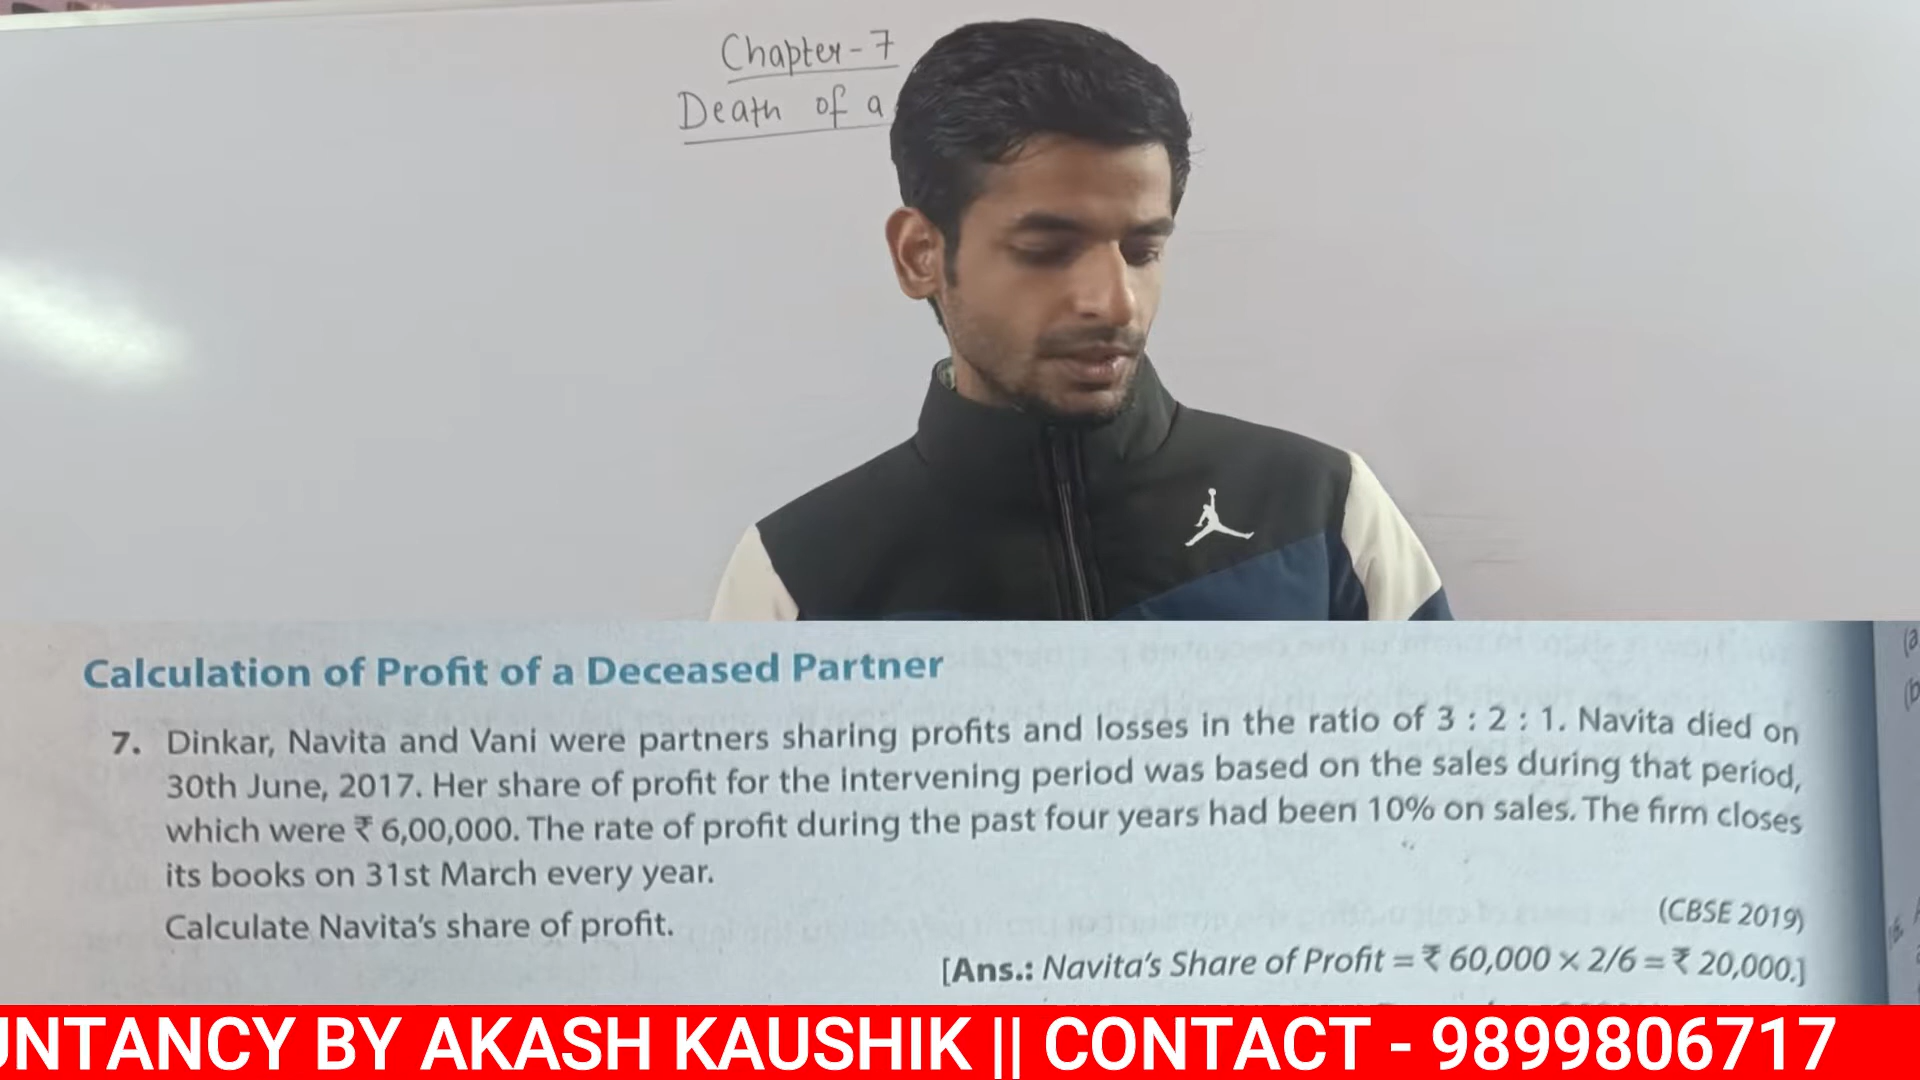 Chapter-7
Death of a
Calculation of Profit of a Deceased Partner
7. Dinkar, Navita and Vani were partners sharing profits and losses in the ratio of 3 : 2 : 1. Navita died on
30th June, 2017. Her share of profit for the intervening period was based on the sales during that period,
which were ₹ 6,00,000. The rate of profit during the past four years had been 10% on sales. The firm closes
its books on 31st March every year.
Calculate Navita's share of profit.
(CBSE 2019)
[Ans.: Navita's Share of Profit = ₹ 60,000 × 2/6 = ₹ 20,000.]
UNTANCY BY AKASH KAUSHIK || CONTACT - 9899806717